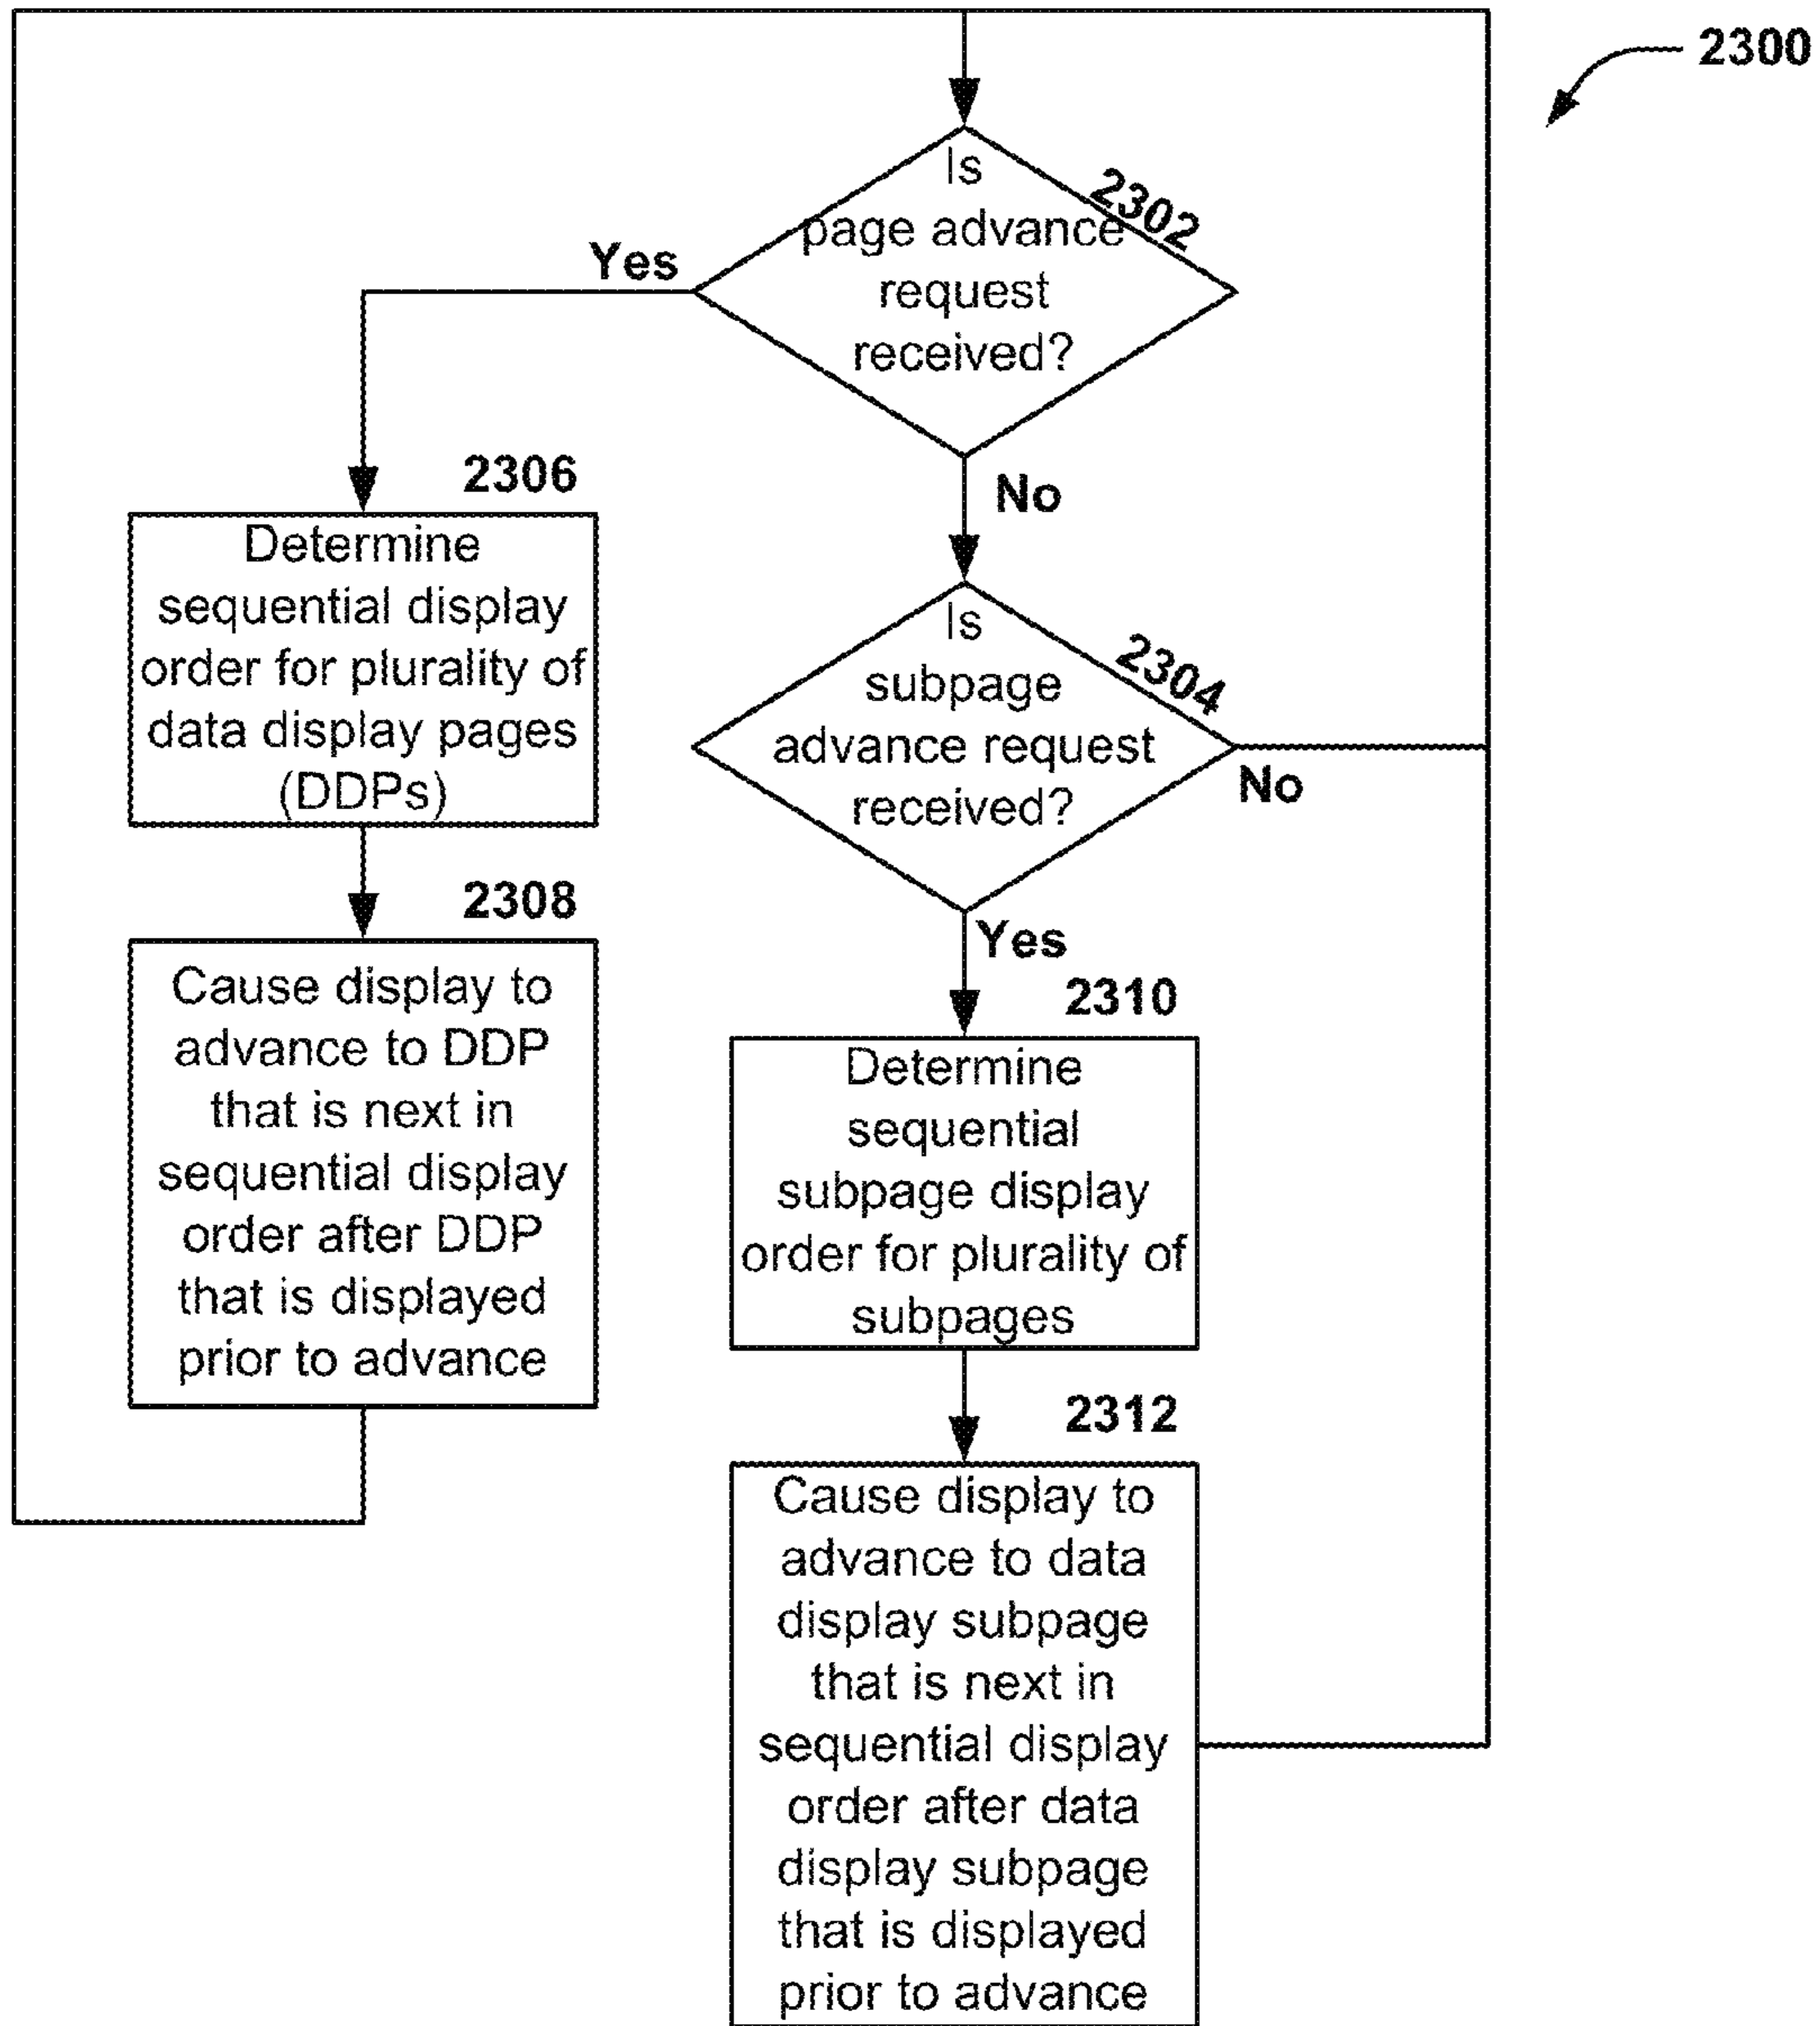 2300
Is
page advance
request
received?
2302
Yes
No
2306
Determine
sequential display
order for plurality of
data display pages
(DDPs)
Is
subpage
advance request
received?
2304
No
Yes
2308
Cause display to
advance to DDP
that is next in
sequential display
order after DDP
that is displayed
prior to advance
2310
Determine
sequential
subpage display
order for plurality of
subpages
2312
Cause display to
advance to data
display subpage
that is next in
sequential display
order after data
display subpage
that is displayed
prior to advance